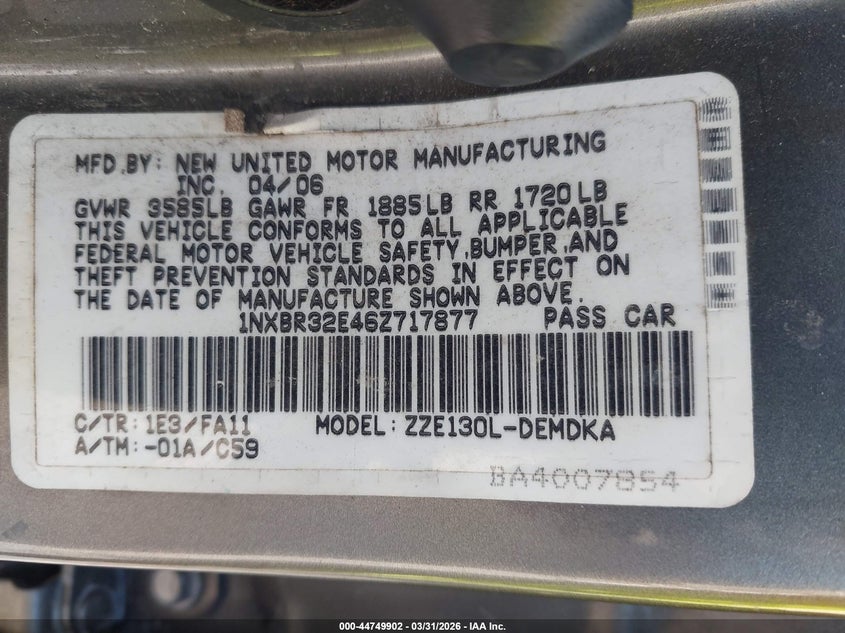 MFD.BY: NEW UNITED MOTOR MANUFACTURING
INC. 04/06
GVWR 3585LB GAWR FR 1885LB RR 1720LB
THIS VEHICLE CONFORMS TO ALL APPLICABLE
FEDERAL MOTOR VEHICLE SAFETY,BUMPER,AND
THEFT PREVENTION STANDARDS IN EFFECT ON
THE DATE OF MANUFACTURE SHOWN ABOVE.
1NXBR32E46Z717877 PASS CAR
C/TR: 1E3/FA11 MODEL: ZZE130L-DEMDKA
A/TM:-01A/C59
BA4007854
000-44749902 - 03/31/2026 - IAA Inc.